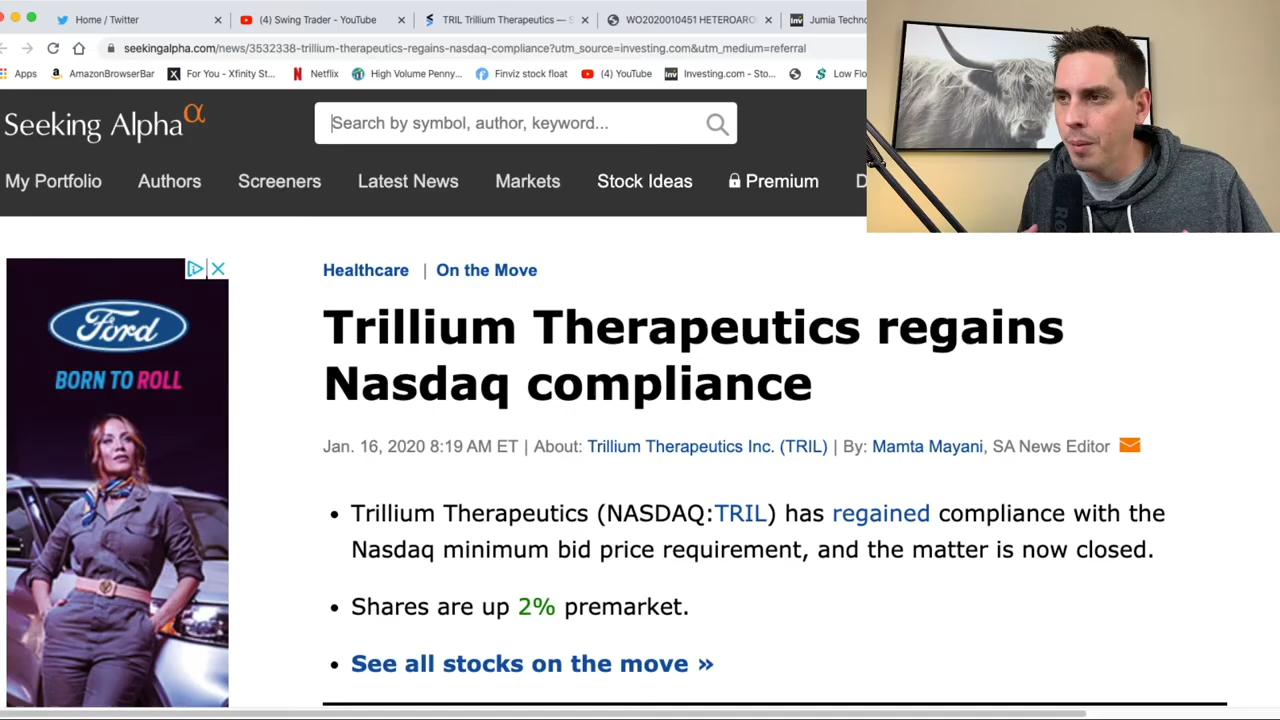 Home / Twitter
(4) Swing Trader - YouTube
TRIL Trillium Therapeutics — S
WO2020010451 HETEROARO
Jumia Techno
seekingalpha.com/news/3532338-trillium-therapeutics-regains-nasdaq-compliance?utm_source=investing.com&utm_medium=referral
Apps
AmazonBrowserBar
For You - Xfinity St...
Netflix
High Volume Penny...
Finviz stock float
(4) YouTube
Investing.com - Sto...
Low Flo
Seeking Alpha α
Search by symbol, author, keyword...
My Portfolio
Authors
Screeners
Latest News
Markets
Stock Ideas
Premium
D
Healthcare | On the Move
Trillium Therapeutics regains
Nasdaq compliance
Jan. 16, 2020 8:19 AM ET | About: Trillium Therapeutics Inc. (TRIL) | By: Mamta Mayani, SA News Editor
Ford
BORN TO ROLL
• Trillium Therapeutics (NASDAQ:TRIL) has regained compliance with the
Nasdaq minimum bid price requirement, and the matter is now closed.
• Shares are up 2% premarket.
• See all stocks on the move »